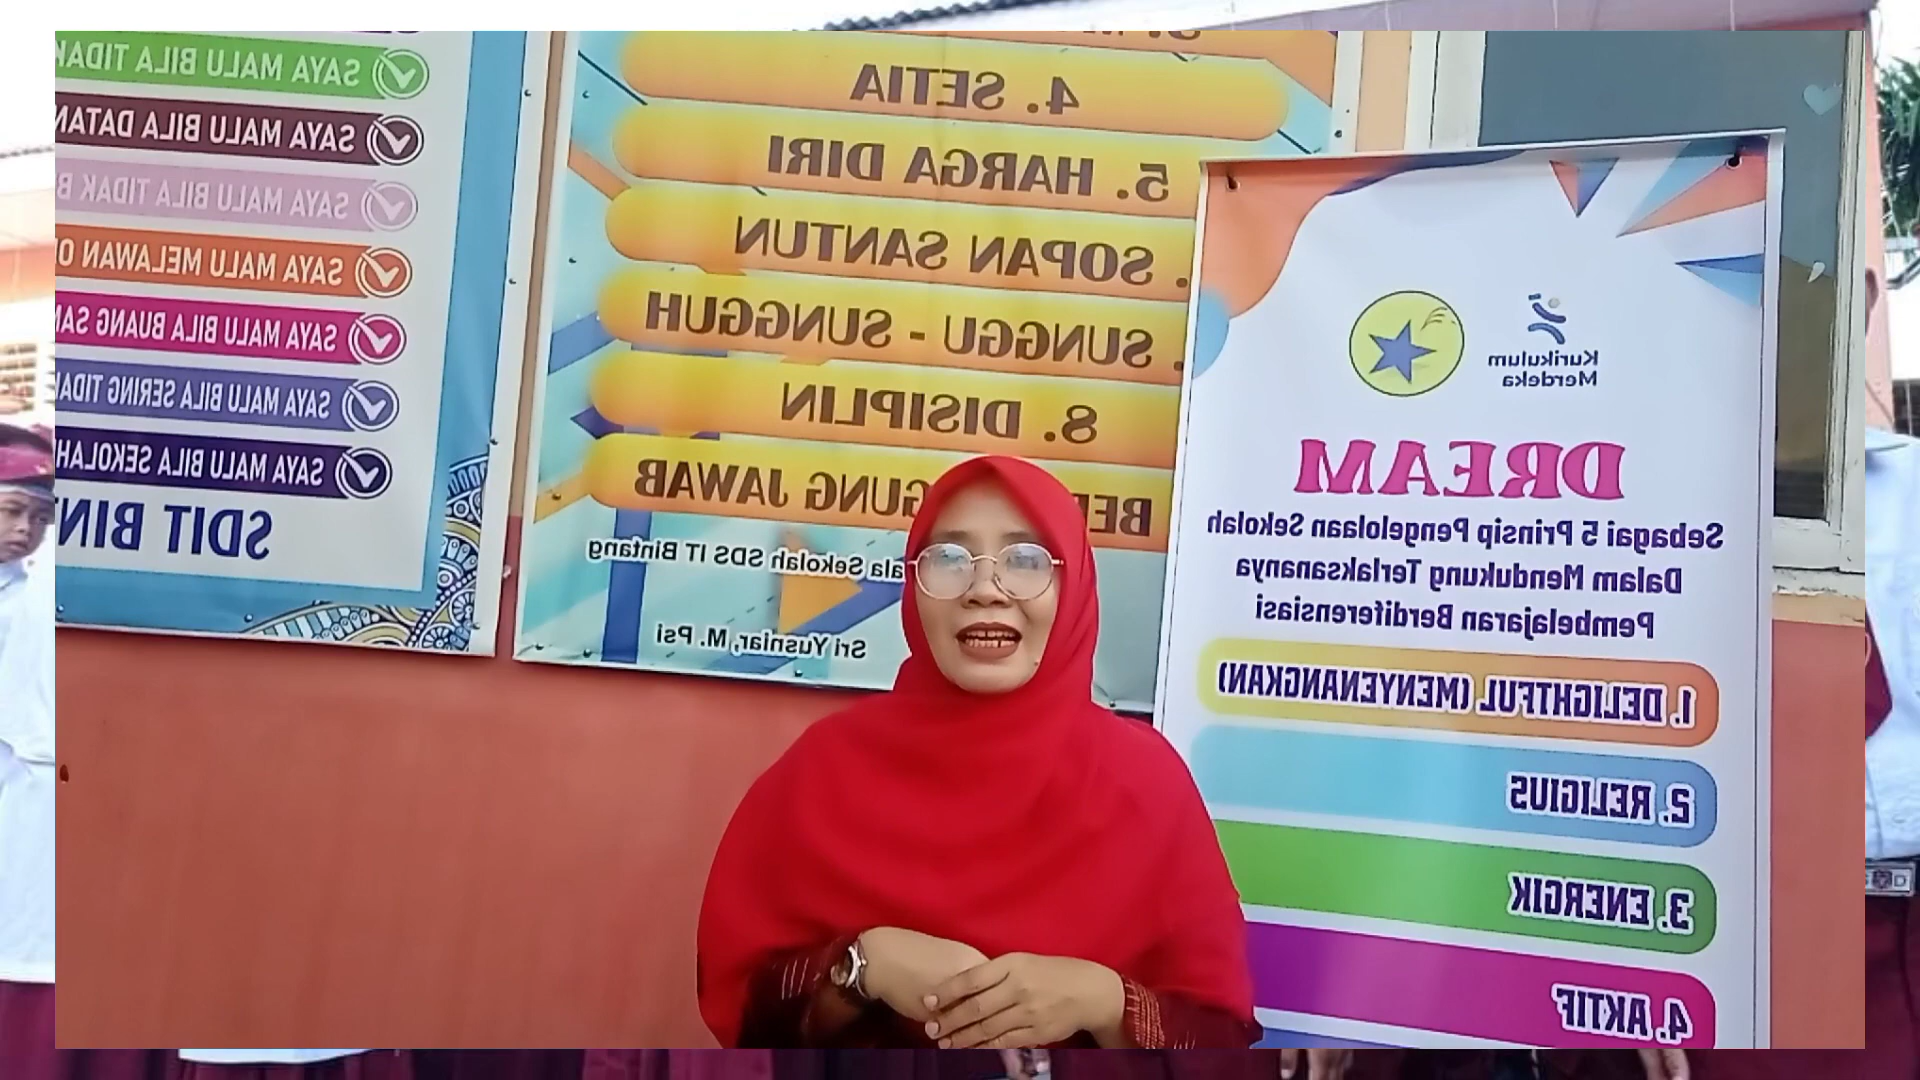 SAYA MALU BILA TIDAK
SAYA MALU BILA DATAN
SAYA MALU BILA TIDAK B
SAYA MALU MELAWAN O
SAYA MALU BILA BUANG SAM
SAYA MALU BILA SERING TIDA
SAYA MALU BILA SEKOLAH
SDIT BIN
4. SETIA
5. HARGA DIRI
. SOPAN SANTUN
. SUNGGU - SUNGGUH
8. DISIPLIN
BER GUNG JAWAB
ala Sekolah SDS IT Bintang
Sri Yusniar, M. Psi
Kurikulum
Merdeka
DREAM
Sebagai 5 Prinsip Pengelolaan Sekolah
Dalam Mendukung Terlaksananya
Pembelajaran Berdiferensiasi
1. DELIGHTFUL (MENYENANGKAN)
2. RELIGIUS
3. ENERGIK
4. AKTIF